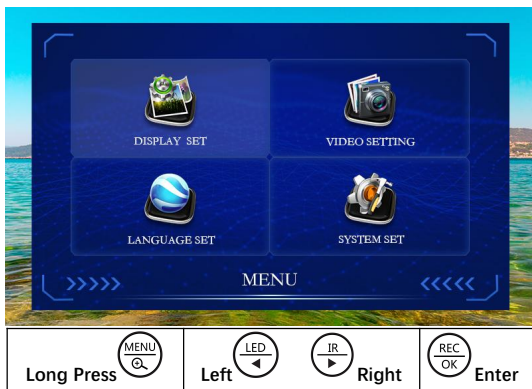 DISPLAY SET
VIDEO SETTING
LANGUAGE SET
SYSTEM SET
MENU
Long Press
MENU
Left
LED
IR
Right
REC
OK
Enter